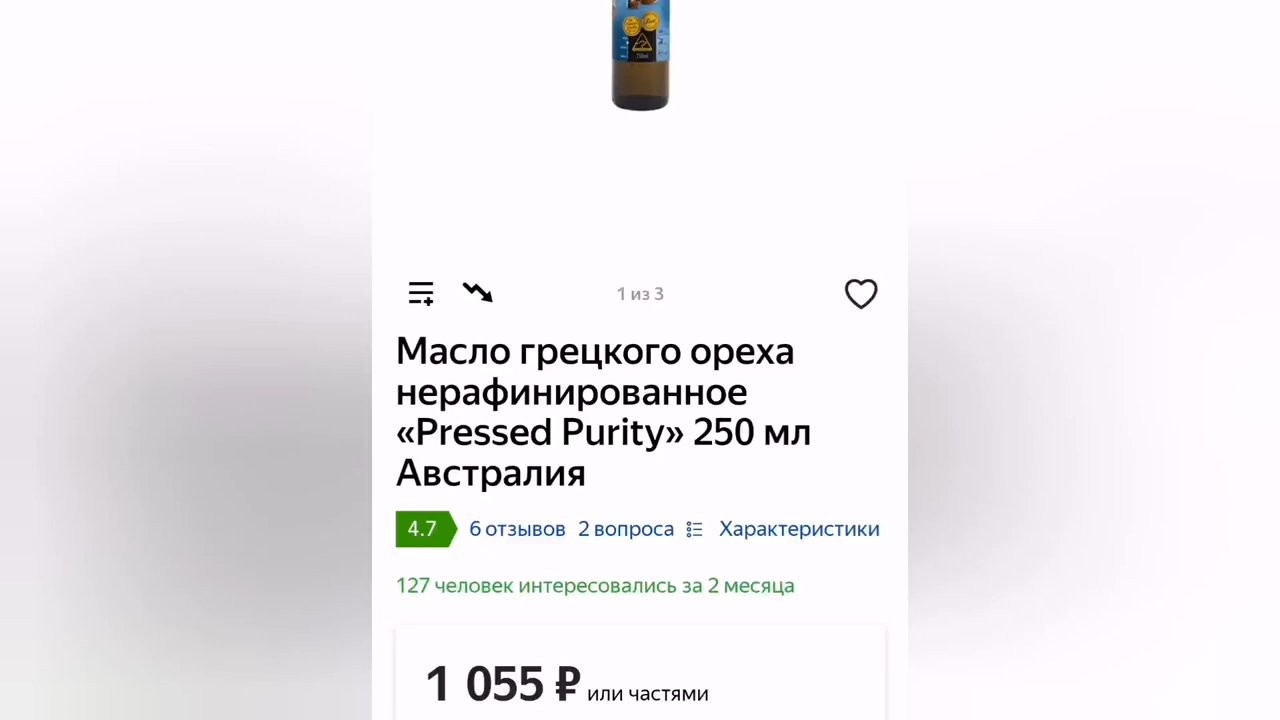 1 из 3
Масло грецкого ореха
нерафинированное
«Pressed Purity» 250 мл
Австралия
4.7 6 отзывов 2 вопроса Характеристики
127 человек интересовались за 2 месяца
1 055 ₽ или частями